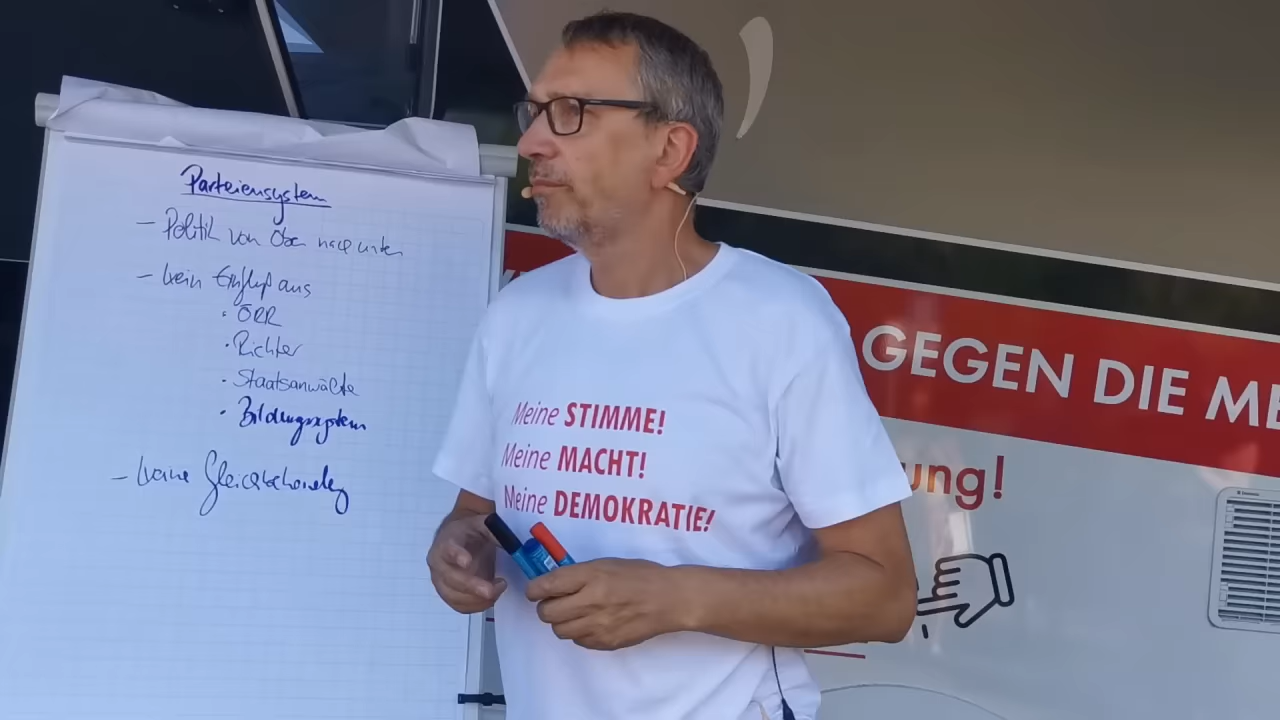 Parteiensystem
- Politik von Oben nach unten
- kein Einfluß aus
· ÖRR
· Richter
· Staatsanwälte
· Bildungssystem
- keine Gleichbehandlung
Meine STIMME!
Meine MACHT!
Meine DEMOKRATIE!
GEGEN DIE
ung!